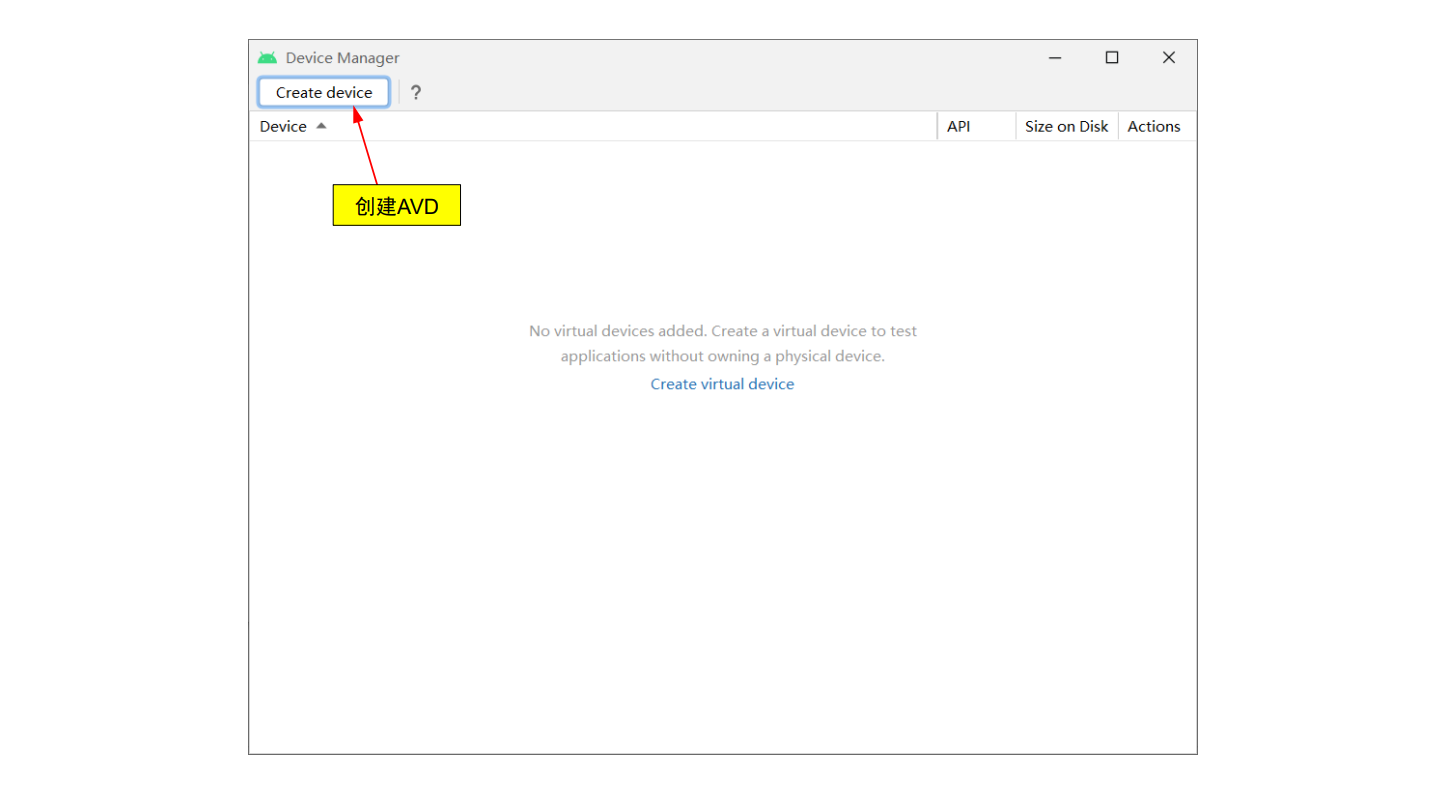 Device Manager
Create device
?
Device
API
Size on Disk
Actions
创建AVD
No virtual devices added. Create a virtual device to test
applications without owning a physical device.
Create virtual device